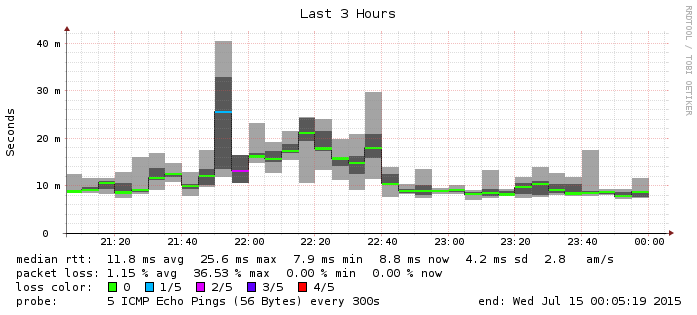 Last 3 Hours
RRDTOOL / TOBI OETIKER
Seconds
40 m
30 m
20 m
10 m
0
21:20 21:40 22:00 22:20 22:40 23:00 23:20 23:40 00:00
median rtt: 11.8 ms avg 25.6 ms max 7.9 ms min 8.8 ms now 4.2 ms sd 2.8 am/s
packet loss: 1.15 % avg 36.53 % max 0.00 % min 0.00 % now
loss color: 0 1/5 2/5 3/5 4/5
probe: 5 ICMP Echo Pings (56 Bytes) every 300s end: Wed Jul 15 00:05:19 2015